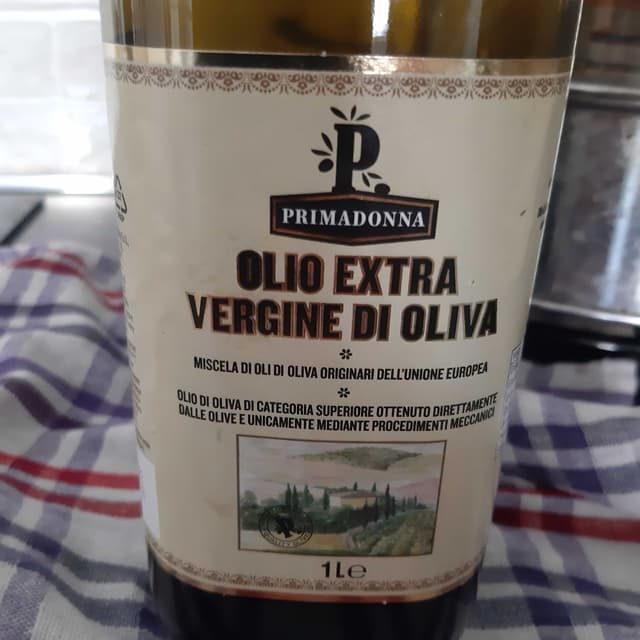 P
PRIMADONNA
OLIO EXTRA
VERGINE DI OLIVA
MISCELA DI OLI DI OLIVA ORIGINARI DELL'UNIONE EUROPEA
OLIO DI OLIVA DI CATEGORIA SUPERIORE OTTENUTO DIRETTAMENTE
DALLE OLIVE E UNICAMENTE MEDIANTE PROCEDIMENTI MECCANICI
P
1L℮